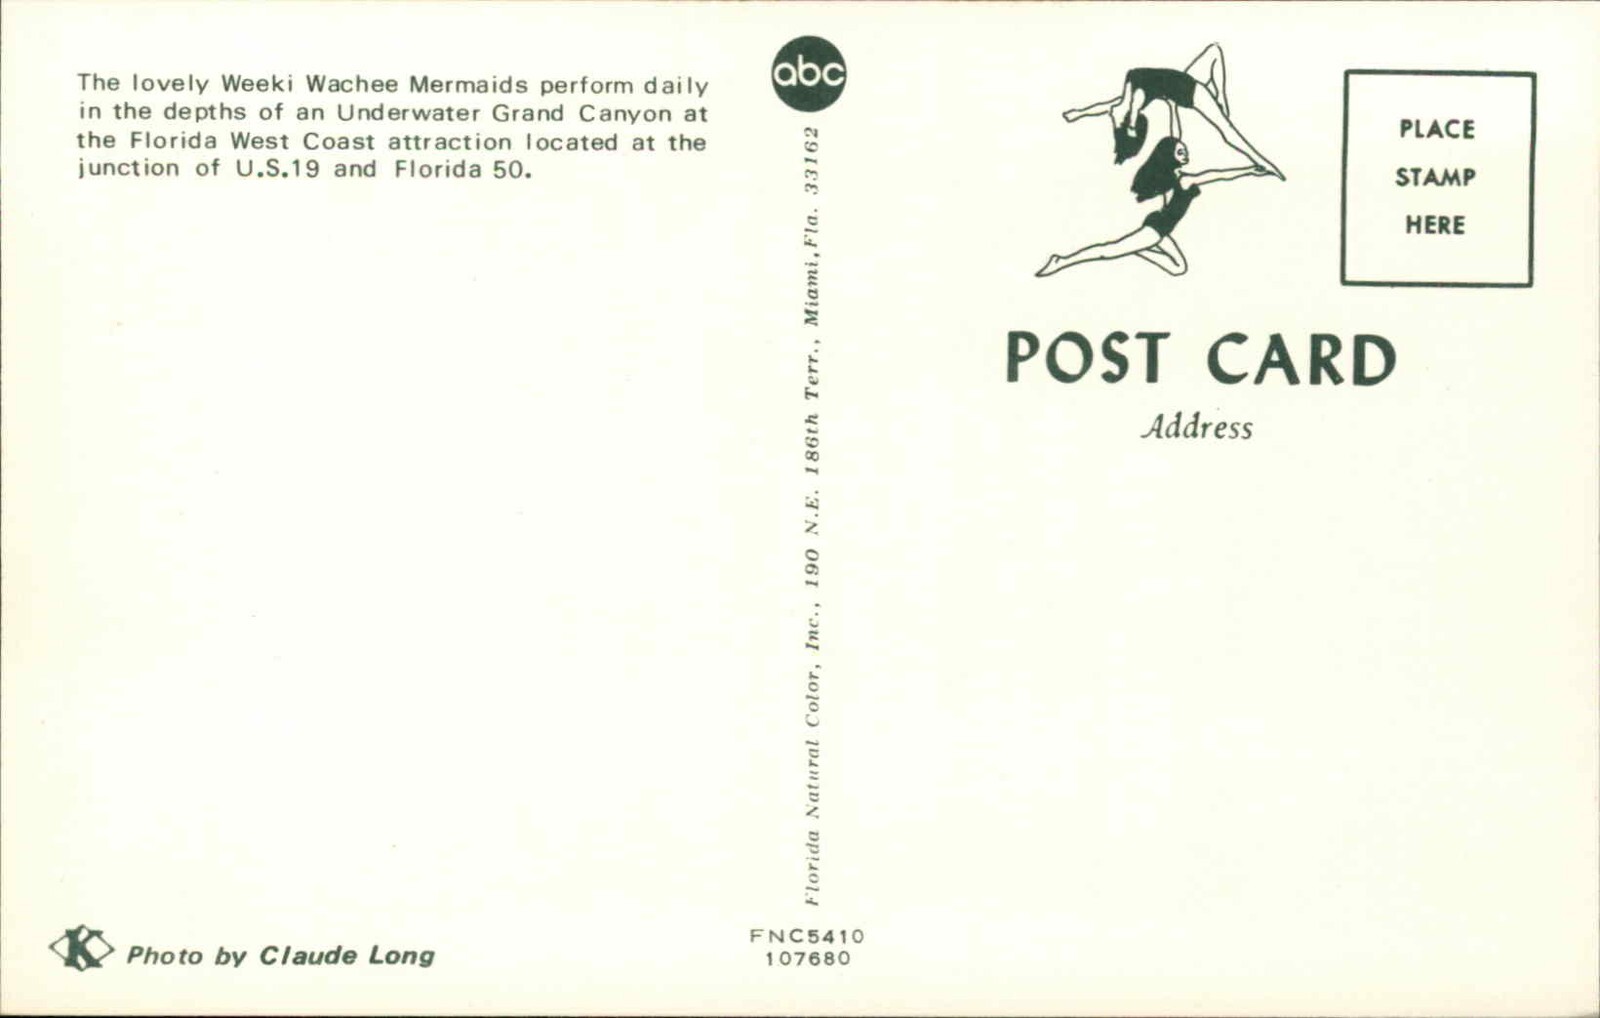 The lovely Weeki Wachee Mermaids perform daily
in the depths of an Underwater Grand Canyon at
the Florida West Coast attraction located at the
junction of U.S.19 and Florida 50.
K Photo by Claude Long
abc
Florida Natural Color, Inc., 190 N.E. 186th Terr., Miami, Fla. 33162
FNC5410
107680
PLACE
STAMP
HERE
POST CARD
Address